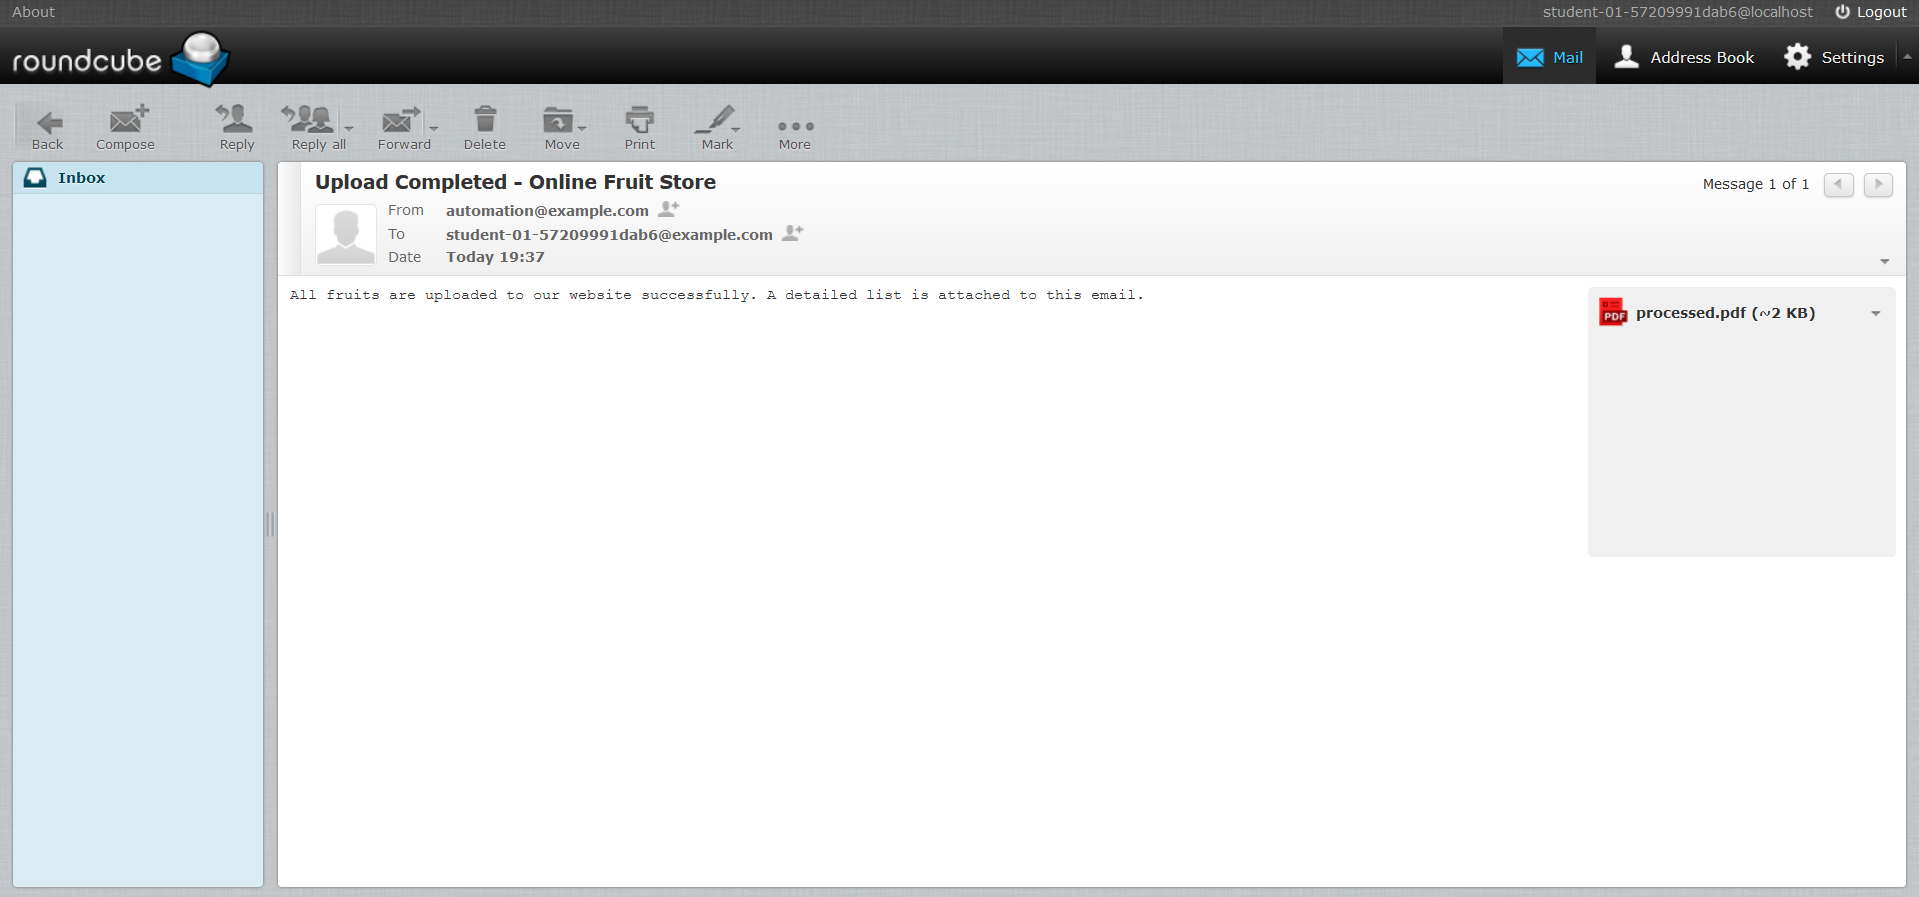 About
student-01-57209991dab6@localhost Logout
roundcube
Mail Address Book Settings
Back Compose Reply Reply all Forward Delete Move Print Mark More
Inbox
Upload Completed - Online Fruit Store
Message 1 of 1
From automation@example.com
To student-01-57209991dab6@example.com
Date Today 19:37
All fruits are uploaded to our website successfully. A detailed list is attached to this email.
PDF processed.pdf (~2 KB)